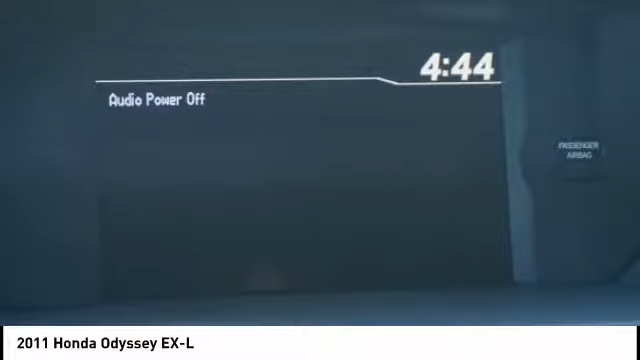 4:44
Audio Power Off
PASSENGER
AIRBAG
2011 Honda Odyssey EX-L